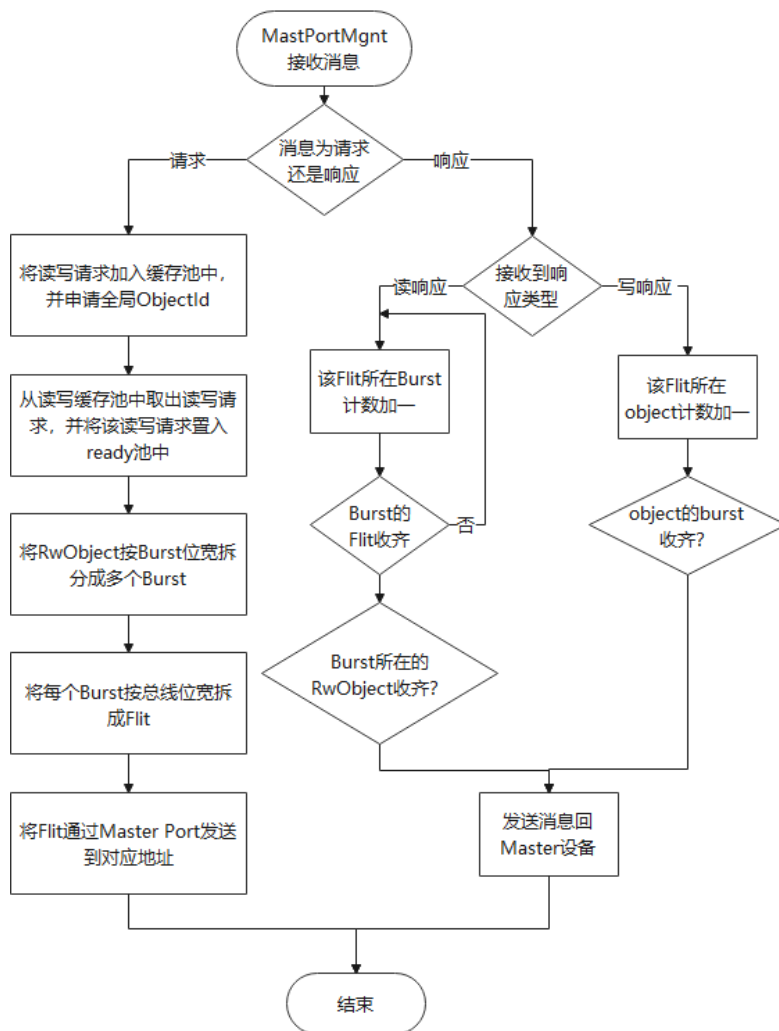 MastPortMgnt
接收消息
消息为请求
还是响应
请求
响应
将读写请求加入缓存池中，
并申请全局ObjectId
从读写缓存池中取出读写请
求，并将该读写请求置入
ready池中
将RwObject按Burst位宽拆
分成多个Burst
将每个Burst按总线位宽拆
成Flit
将Flit通过Master Port发送
到对应地址
接收到响
应类型
读响应
写响应
该Flit所在Burst
计数加一
Burst的
Flit收齐
否
Burst所在的
RwObject收齐？
该Flit所在
object计数加一
object的burst
收齐？
发送消息回
Master设备
结束